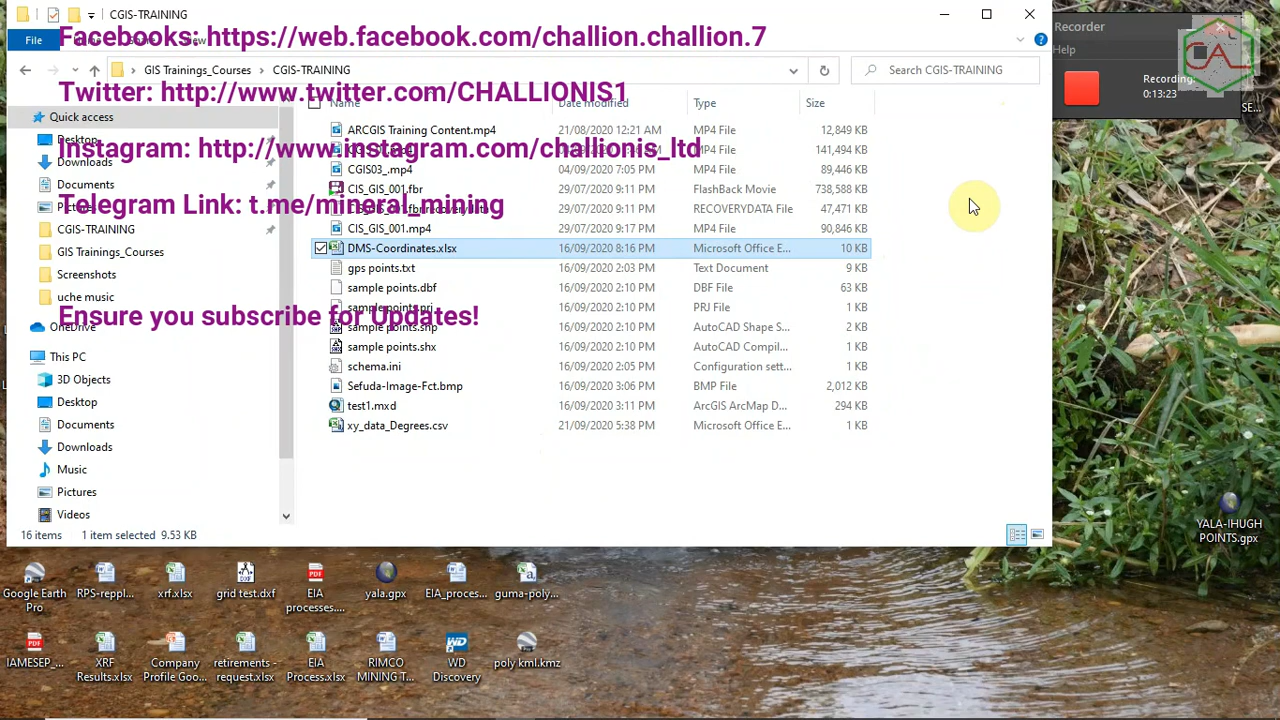 CGIS-TRAINING
Facebooks: https://web.facebook.com/challion.challion.7
File
Recorder
Help
GIS Trainings_Courses > CGIS-TRAINING
Search CGIS-TRAINING
Recording:
0:13:23
SE...
Twitter: http://www.twitter.com/CHALLIONIS1
Name Date modified Type Size
Quick access
ARCGIS Training Content.mp4 21/08/2020 12:21 AM MP4 File 12,849 KB
Desktop
Instagram: http://www.instagram.com/challionis_ltd
MP4 File 141,494 KB
Downloads
CGIS03_.mp4 04/09/2020 7:05 PM MP4 File 89,446 KB
Documents
CIS_GIS_001.fbr 29/07/2020 9:11 PM FlashBack Movie 738,588 KB
Telegram Link: t.me/mineral_mining
29/07/2020 9:11 PM RECOVERYDATA File 47,471 KB
CGIS-TRAINING
CIS_GIS_001.mp4 29/07/2020 9:17 PM MP4 File 90,846 KB
GIS Trainings_Courses
DMS-Coordinates.xlsx 16/09/2020 8:16 PM Microsoft Office E... 10 KB
Screenshots
gps points.txt 16/09/2020 2:03 PM Text Document 9 KB
uche music
sample points.dbf 16/09/2020 2:10 PM DBF File 63 KB
Ensure you subscribe for Updates!
sample points.prj 16/09/2020 2:10 PM PRJ File 1 KB
OneDrive
sample points.shp 16/09/2020 2:10 PM AutoCAD Shape S... 2 KB
This PC
sample points.shx 16/09/2020 2:10 PM AutoCAD Compil... 1 KB
3D Objects
schema.ini 16/09/2020 2:05 PM Configuration sett... 1 KB
Desktop
Sefuda-Image-Fct.bmp 16/09/2020 3:06 PM BMP File 2,012 KB
Documents
test1.mxd 16/09/2020 3:11 PM ArcGIS ArcMap D... 294 KB
Downloads
xy_data_Degrees.csv 21/09/2020 5:38 PM Microsoft Office E... 1 KB
Music
Pictures
Videos
16 items 1 item selected 9.53 KB
YALA-IHUGH
POINTS.gpx
Google Earth
Pro
RPS-reppl...
xrf.xlsx
grid test.dxf
EIA
processes....
yala.gpx
EIA_proces...
guma-poly...
IAMESEP_...
XRF
Results.xlsx
Company
Profile Goo...
retirements -
request.xlsx
EIA
Process.xlsx
RIMCO
MINING T...
WD
Discovery
poly kml.kmz